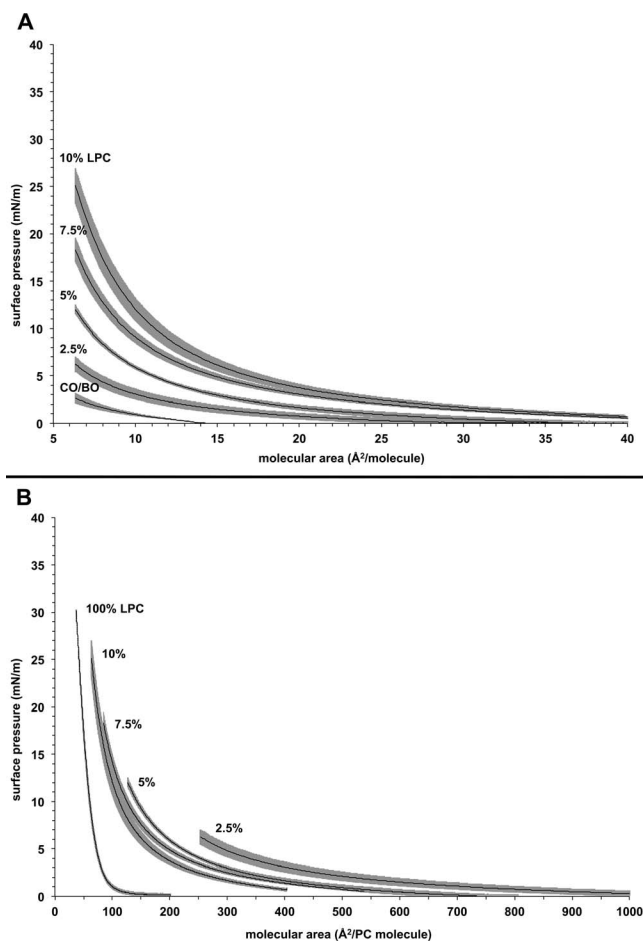 A
40
35
30
25
20
15
10
5
0
surface pressure (mN/m)
10% LPC
7.5%
5%
2.5%
CO/BO
5 10 15 20 25 30 35 40
molecular area (Å²/molecule)
B
40
35
30
25
20
15
10
5
0
surface pressure (mN/m)
100% LPC
10%
7.5%
5%
2.5%
0 100 200 300 400 500 600 700 800 900 1000
molecular area (Å²/PC molecule)